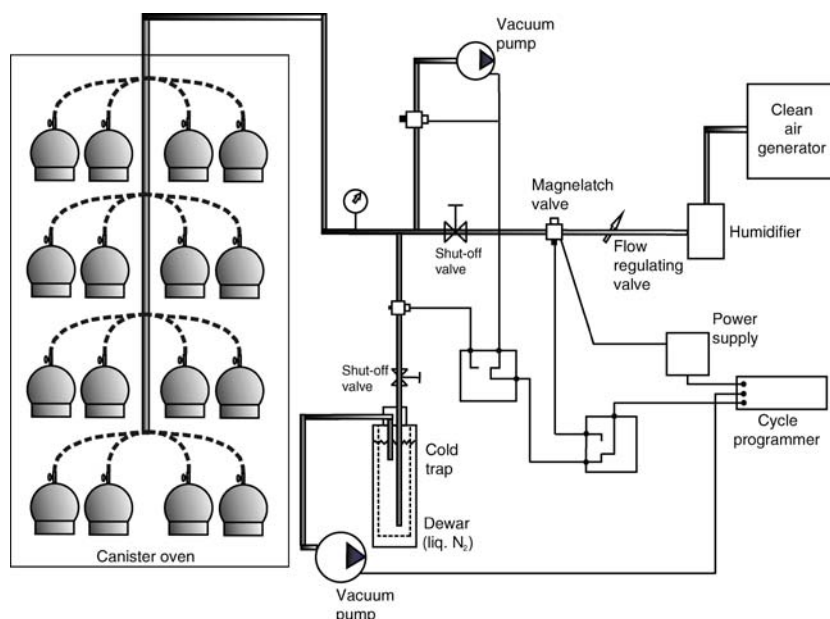 Vacuum
pump
Clean
air
generator
Magnelatch
valve
Shut-off
valve
Flow
regulating
valve
Humidifier
Power
supply
Shut-off
valve
Cycle
programmer
Cold
trap
Dewar
(liq. N₂)
Canister oven
Vacuum
pump